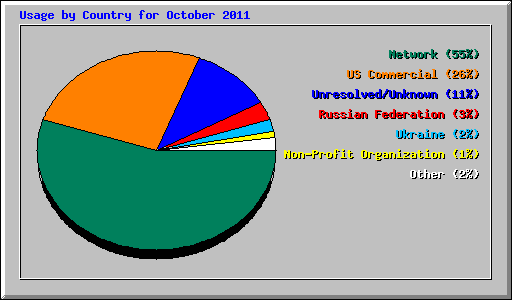 Usage by Country for October 2011
Network (55%)
US Commercial (26%)
Unresolved/Unknown (11%)
Russian Federation (3%)
Ukraine (2%)
Non-Profit Organization (1%)
Other (2%)